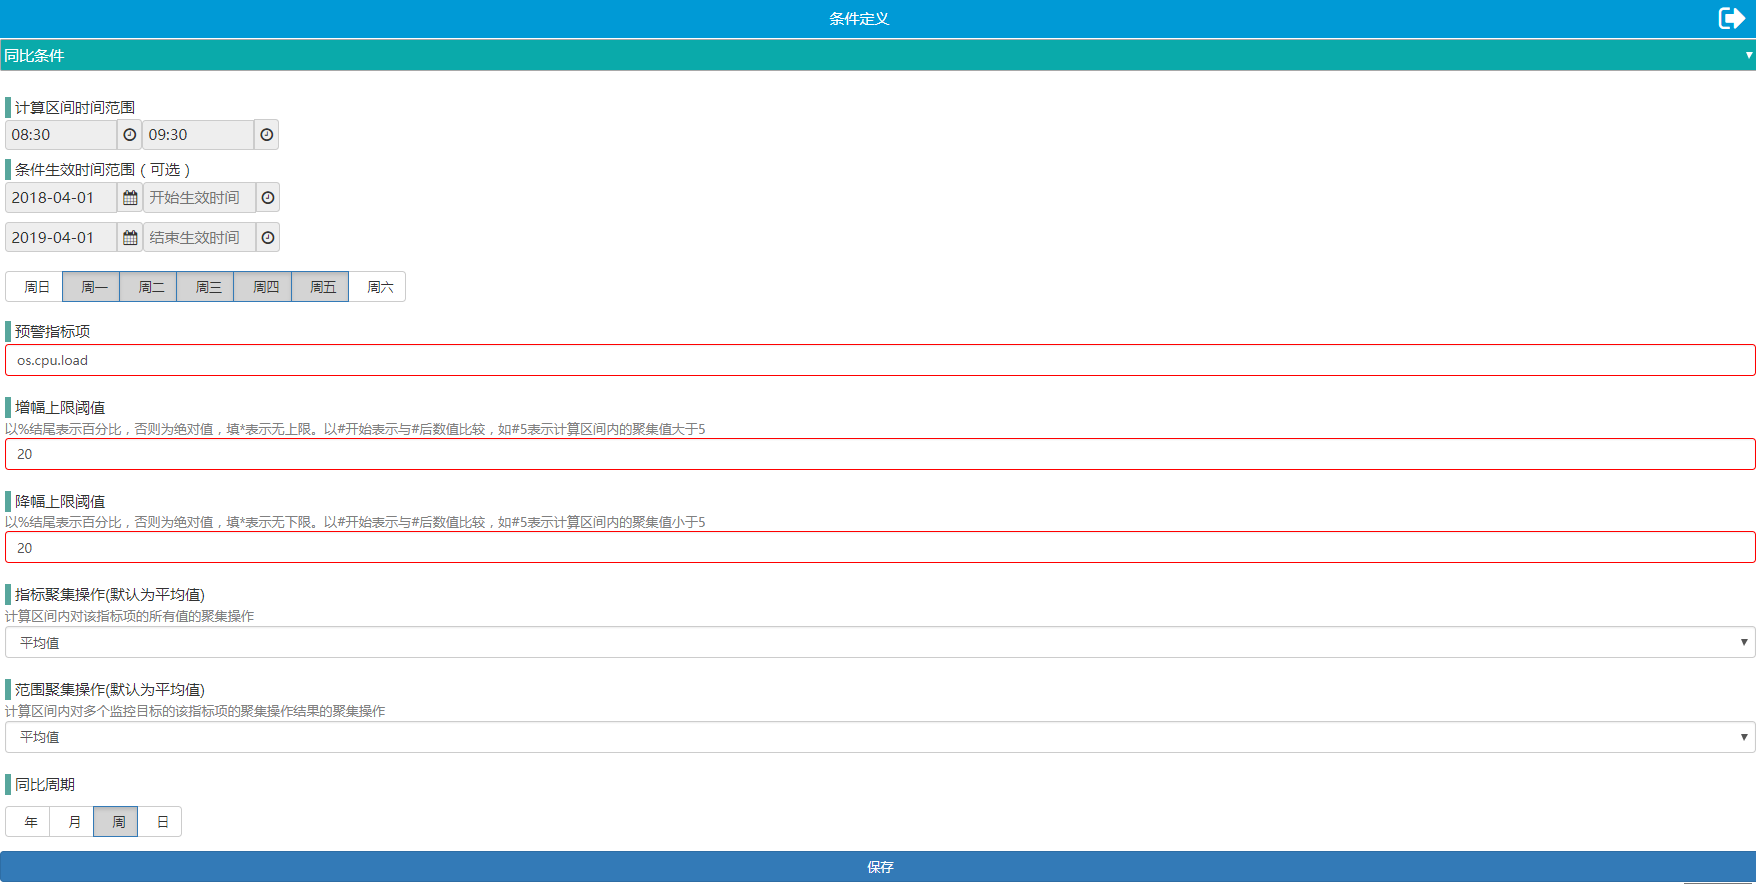 条件定义
同比条件
计算区间时间范围
08:30 09:30
条件生效时间范围（可选）
2018-04-01 开始生效时间
2019-04-01 结束生效时间
周日 周一 周二 周三 周四 周五 周六
预警指标项
os.cpu.load
增幅上限阈值
以%结尾表示百分比，否则为绝对值，填*表示无上限。以#开始表示与#后数值比较，如#5表示计算区间内的聚集值大于5
20
降幅上限阈值
以%结尾表示百分比，否则为绝对值，填*表示无下限。以#开始表示与#后数值比较，如#5表示计算区间内的聚集值小于5
20
指标聚集操作(默认为平均值)
计算区间内对该指标项的所有值的聚集操作
平均值
范围聚集操作(默认为平均值)
计算区间内对多个监控目标的该指标项的聚集操作结果的聚集操作
平均值
同比周期
年 月 周 日
保存